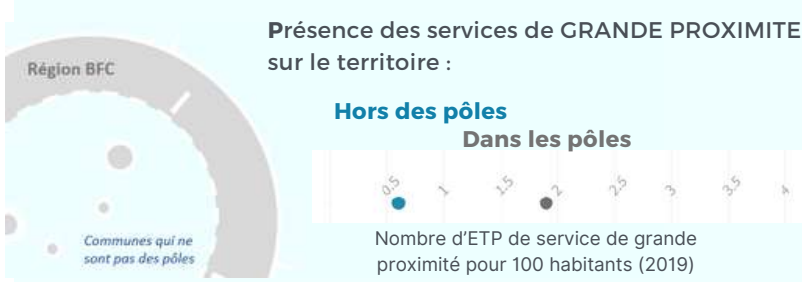 Présence des services de GRANDE PROXIMITE
sur le territoire :
Région BFC
Hors des pôles
Dans les pôles
0.5
1
1.5
2
2.5
3
3.5
4
Communes qui ne
sont pas des pôles
Nombre d'ETP de service de grande
proximité pour 100 habitants (2019)